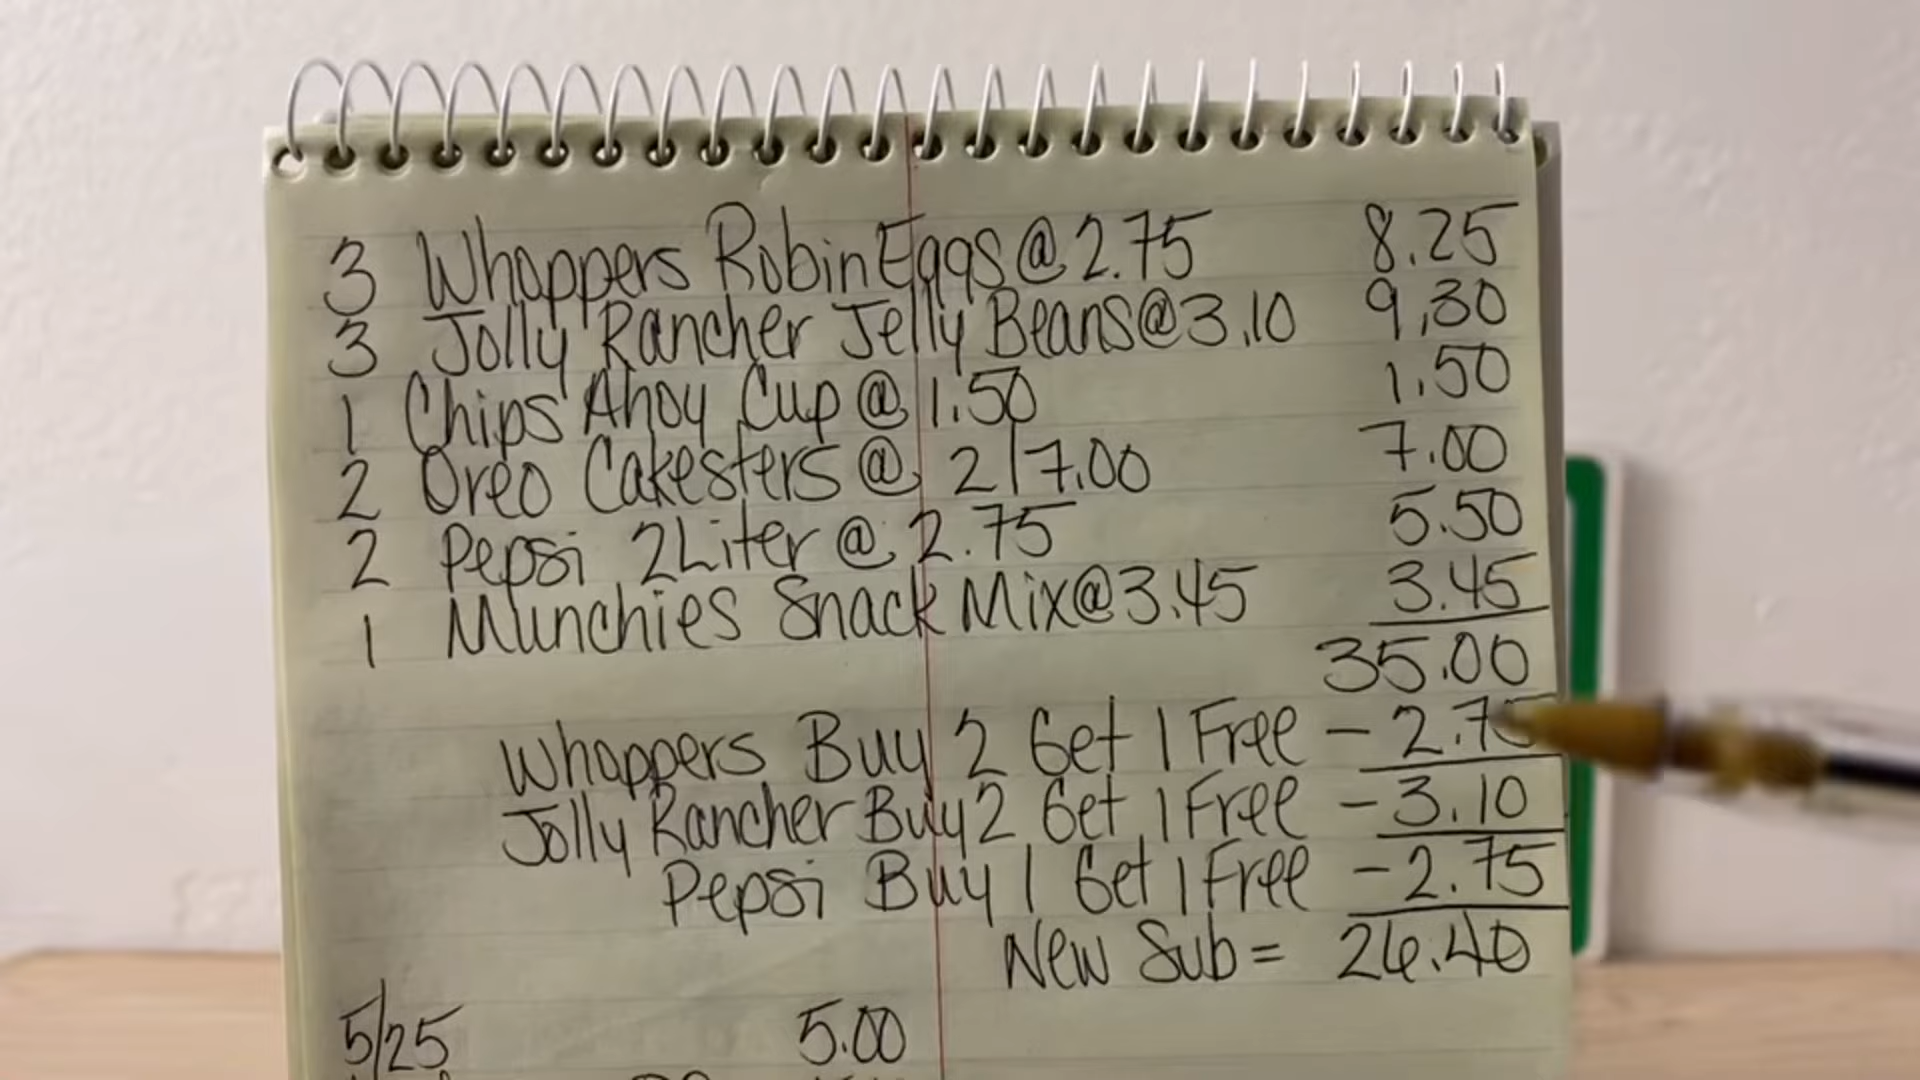 3 Whoppers Robin Eggs @ 2.75 8.25
3 Jolly Rancher Jelly Beans @ 3.10 9.30
1 Chips Ahoy Cup @ 1.50 1.50
2 Oreo Cakesters @ 2/7.00 7.00
2 Pepsi 2 Liter @ 2.75 5.50
1 Munchies Snack Mix @ 3.45 3.45
35.00
Whoppers Buy 2 Get 1 Free - 2.75
Jolly Rancher Buy 2 Get 1 Free - 3.10
Pepsi Buy 1 Get 1 Free - 2.75
New Sub = 26.40
5/25 5.00